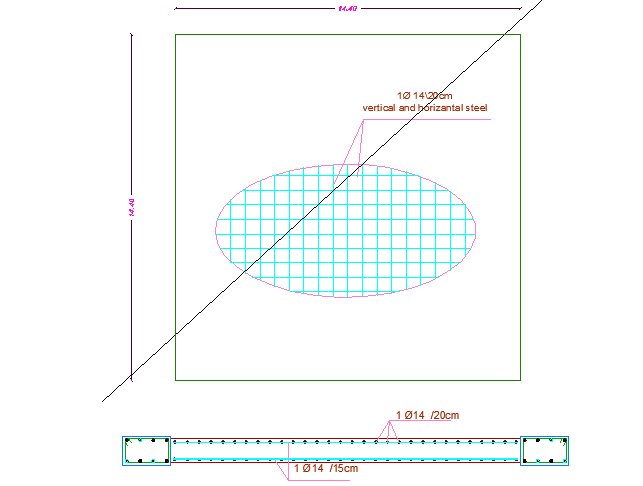 14.40
1Ø 14\20cm
vertical and horizantal steel
14.40
1 Ø14 /20cm
1 Ø14 /15cm